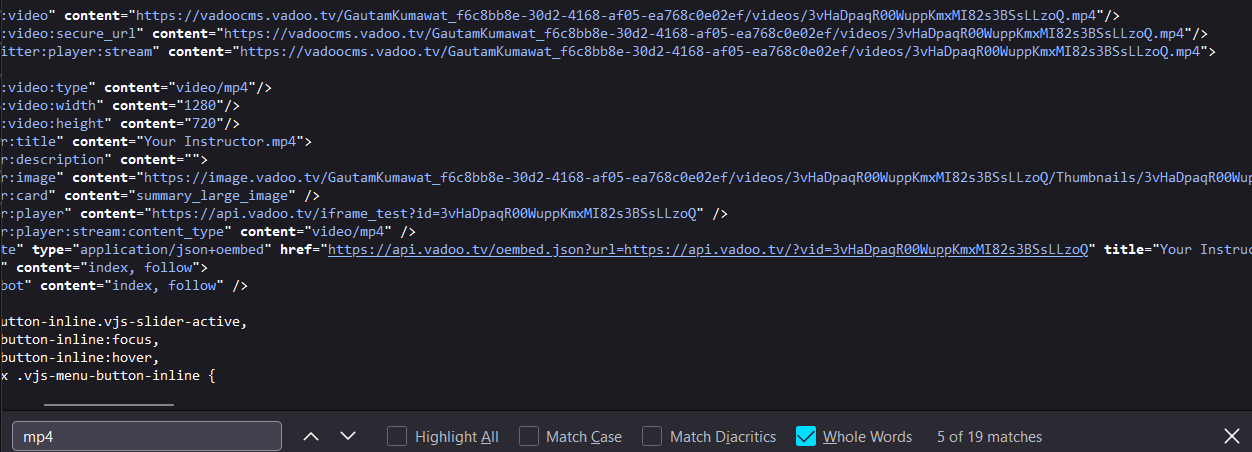 :video" content="https://vadoocms.vadoo.tv/GautamKumawat_f6c8bb8e-30d2-4168-af05-ea768c0e02ef/videos/3vHaDpaqR00WuppKmxMI82s3BSsLLzoQ.mp4"/>
:video:secure_url" content="https://vadoocms.vadoo.tv/GautamKumawat_f6c8bb8e-30d2-4168-af05-ea768c0e02ef/videos/3vHaDpaqR00WuppKmxMI82s3BSsLLzoQ.mp4"/>
itter:player:stream" content="https://vadoocms.vadoo.tv/GautamKumawat_f6c8bb8e-30d2-4168-af05-ea768c0e02ef/videos/3vHaDpaqR00WuppKmxMI82s3BSsLLzoQ.mp4">
:video:type" content="video/mp4"/>
:video:width" content="1280"/>
:video:height" content="720"/>
r:title" content="Your Instructor.mp4">
r:description" content="">
r:image" content="https://image.vadoo.tv/GautamKumawat_f6c8bb8e-30d2-4168-af05-ea768c0e02ef/videos/3vHaDpaqR00WuppKmxMI82s3BSsLLzoQ/Thumbnails/3vHaDpaqR00Wup
r:card" content="summary_large_image" />
r:player" content="https://api.vadoo.tv/iframe_test?id=3vHaDpaqR00WuppKmxMI82s3BSsLLzoQ" />
r:player:stream:content_type" content="video/mp4" />
te" type="application/json+oembed" href="https://api.vadoo.tv/oembed.json?url=https://api.vadoo.tv/?vid=3vHaDpaqR00WuppKmxMI82s3BSsLLzoQ" title="Your Instruc
" content="index, follow">
bot" content="index, follow" />
utton-inline.vjs-slider-active,
button-inline:focus,
button-inline:hover,
x .vjs-menu-button-inline {
mp4 Highlight All Match Case Match Diacritics Whole Words 5 of 19 matches